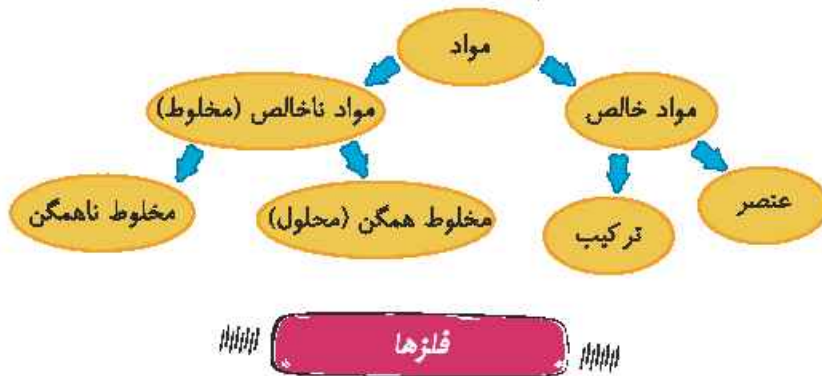 مواد
مواد خالص
مواد ناخالص (مخلوط)
عنصر
ترکیب
مخلوط همگن (محلول)
مخلوط ناهمگن
فلزها